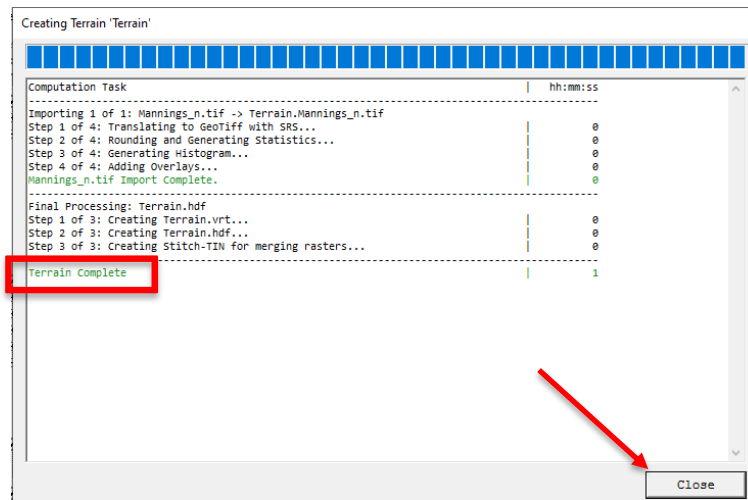 Creating Terrain 'Terrain'
Computation Task | hh:mm:ss
Importing 1 of 1: Mannings_n.tif -> Terrain.Mannings_n.tif
Step 1 of 4: Translating to GeoTiff with SRS... | 0
Step 2 of 4: Rounding and Generating Statistics... | 0
Step 3 of 4: Generating Histogram... | 0
Step 4 of 4: Adding Overlays... | 0
Mannings_n.tif Import Complete. | 0
Final Processing: Terrain.hdf
Step 1 of 3: Creating Terrain.vrt... | 0
Step 2 of 3: Creating Terrain.hdf... | 0
Step 3 of 3: Creating Stitch-TIN for merging rasters... | 0
Terrain Complete | 1
Close